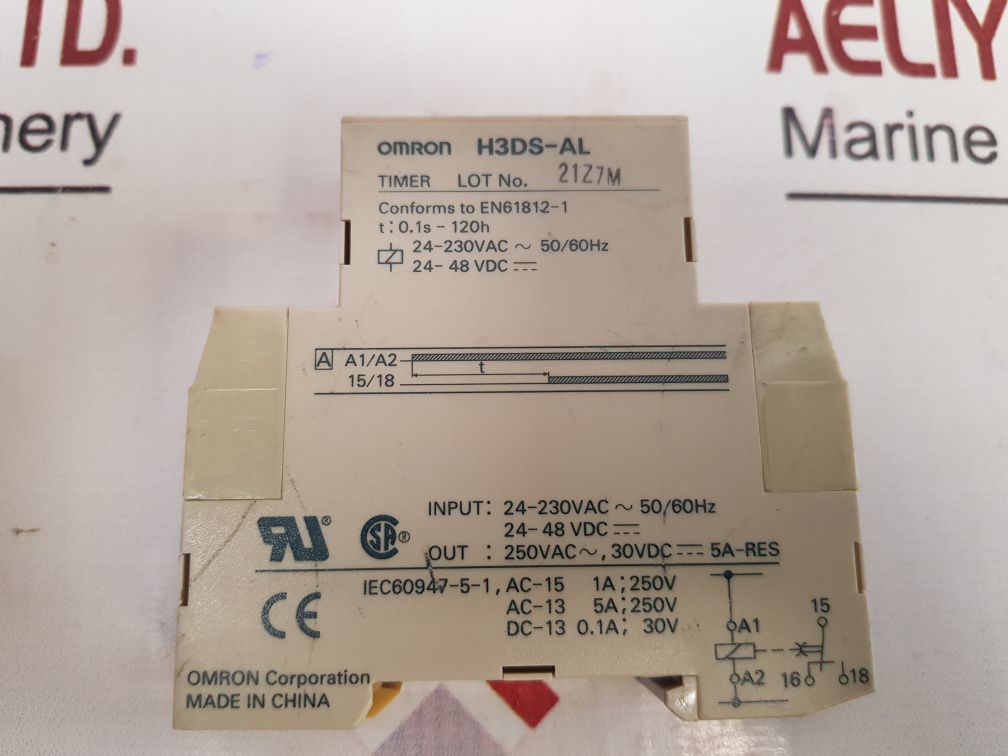 TD.
AELIY
nery
Marine
OMRON H3DS-AL
TIMER LOT No. 21Z7M
Conforms to EN61812-1
t: 0.1s - 120h
24-230VAC ~ 50/60Hz
24- 48 VDC ⎓
A A1/A2
t
15/18
INPUT: 24-230VAC ~ 50/60Hz
24- 48 VDC ⎓
OUT : 250VAC~, 30VDC ⎓ 5A-RES
RU® SA®
IEC60947-5-1, AC-15 1A; 250V
AC-13 5A; 250V
DC-13 0.1A; 30V
CE
15
A1
A2 16 18
OMRON Corporation
MADE IN CHINA